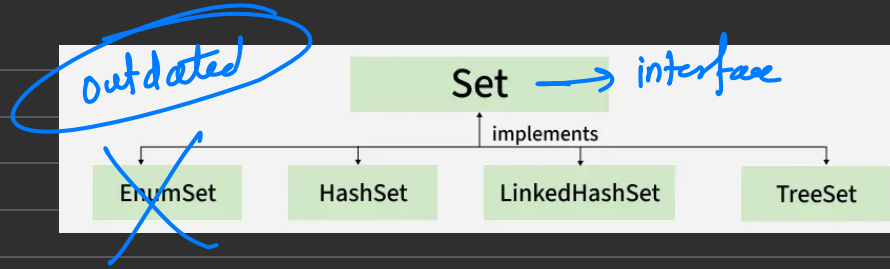 outdated
Set → interface
implements
EnumSet HashSet LinkedHashSet TreeSet